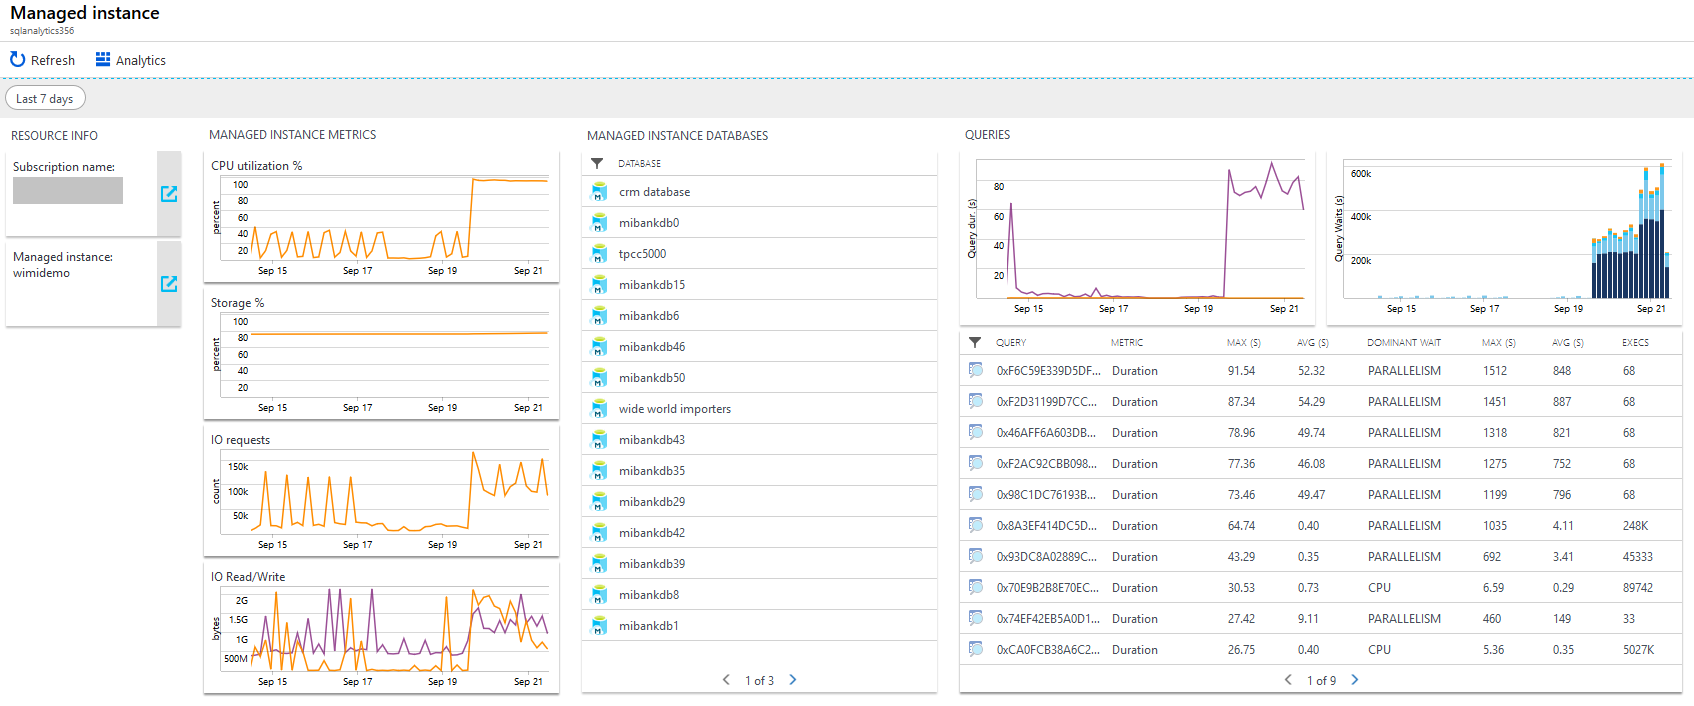 Managed instance
sqlanalytics356
Refresh
Analytics
Last 7 days
RESOURCE INFO
Subscription name:
Managed instance:
wimidemo
MANAGED INSTANCE METRICS
CPU utilization %
percent
100
80
60
40
20
Sep 15 Sep 17 Sep 19 Sep 21
Storage %
percent
100
80
60
40
20
Sep 15 Sep 17 Sep 19 Sep 21
IO requests
count
150k
100k
50k
Sep 15 Sep 17 Sep 19 Sep 21
IO Read/Write
bytes
2G
1.5G
1G
500M
Sep 15 Sep 17 Sep 19 Sep 21
MANAGED INSTANCE DATABASES
DATABASE
M crm database
M mibankdb0
M tpcc5000
M mibankdb15
M mibankdb6
M mibankdb46
M mibankdb50
M wide world importers
M mibankdb43
M mibankdb35
M mibankdb29
M mibankdb42
M mibankdb39
M mibankdb8
M mibankdb1
1 of 3
QUERIES
Query dur. (s)
80
60
40
20
Sep 15 Sep 17 Sep 19 Sep 21
Query Waits (s)
600k
400k
200k
Sep 15 Sep 17 Sep 19 Sep 21
QUERY METRIC MAX (S) AVG (S) DOMINANT WAIT MAX (S) AVG (S) EXECS
0xF6C59E339D5DF... Duration 91.54 52.32 PARALLELISM 1512 848 68
0xF2D31199D7CC... Duration 87.34 54.29 PARALLELISM 1451 887 68
0x46AFF6A603DB... Duration 78.96 49.74 PARALLELISM 1318 821 68
0xF2AC92CBB098... Duration 77.36 46.08 PARALLELISM 1275 752 68
0x98C1DC76193B... Duration 73.46 49.47 PARALLELISM 1199 796 68
0x8A3EF414DC5D... Duration 64.74 0.40 PARALLELISM 1035 4.11 248K
0x93DC8A02889C... Duration 43.29 0.35 PARALLELISM 692 3.41 45333
0x70E9B2B8E70EC... Duration 30.53 0.73 CPU 6.59 0.29 89742
0x74EF42EB5A0D1... Duration 27.42 9.11 PARALLELISM 460 149 33
0xCA0FCB38A6C2... Duration 26.75 0.40 CPU 5.36 0.35 5027K
1 of 9